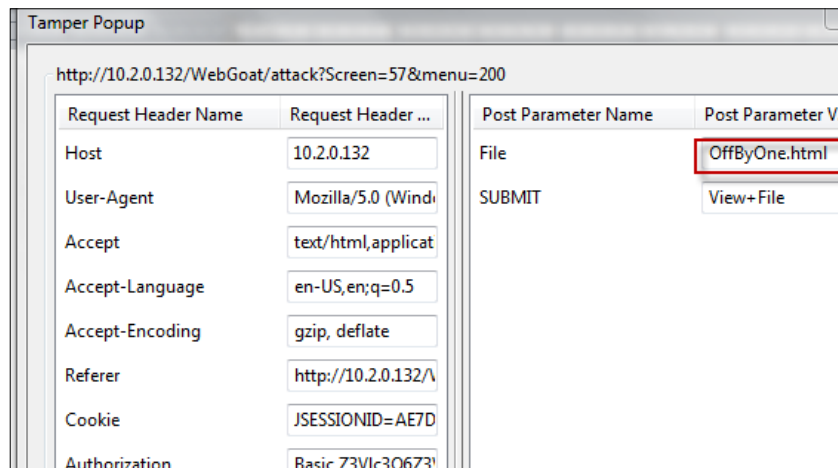 Tamper Popup
http://10.2.0.132/WebGoat/attack?Screen=57&menu=200
Request Header Name Request Header ... Post Parameter Name Post Parameter V
Host 10.2.0.132 File OffByOne.html
User-Agent Mozilla/5.0 (Wind SUBMIT View+File
Accept text/html,applicat
Accept-Language en-US,en;q=0.5
Accept-Encoding gzip, deflate
Referer http://10.2.0.132/
Cookie JSESSIONID=AE7D
Authorization Basic